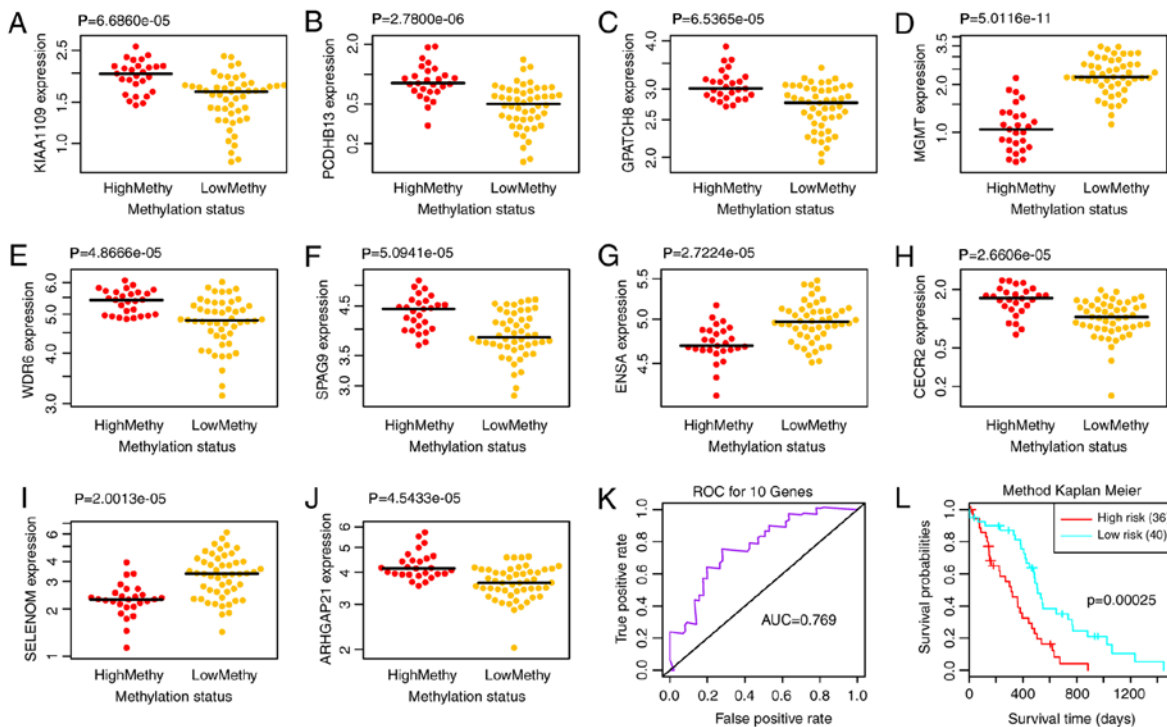 A
P=6.6860e-05
KIAA1109 expression
2.5
1.5
1.0
HighMethy LowMethy
Methylation status
B
P=2.7800e-06
PCDHB13 expression
2.0
1.0
0.5
0.2
HighMethy LowMethy
Methylation status
C
P=6.5365e-05
GPATCH8 expression
4.0
3.5
3.0
2.5
2.0
HighMethy LowMethy
Methylation status
D
P=5.0116e-11
MGMT expression
3.5
2.0
1.0
HighMethy LowMethy
Methylation status
E
P=4.8666e-05
WDR6 expression
6.0
5.0
4.0
3.0
HighMethy LowMethy
Methylation status
F
P=5.0941e-05
SPAG9 expression
4.5
3.5
3.0
HighMethy LowMethy
Methylation status
G
P=2.7224e-05
ENSA expression
5.5
5.0
4.5
HighMethy LowMethy
Methylation status
H
P=2.6606e-05
CECR2 expression
2.0
1.0
0.5
0.2
HighMethy LowMethy
Methylation status
I
P=2.0013e-05
SELENOM expression
4
3
2
1
HighMethy LowMethy
Methylation status
J
P=4.5433e-05
ARHGAP21 expression
6
5
4
3
2
HighMethy LowMethy
Methylation status
K
ROC for 10 Genes
True positive rate
1.0
0.8
0.6
0.4
0.2
0.0
AUC=0.769
0.0 0.2 0.4 0.6 0.8 1.0
False positive rate
L
Method Kaplan Meier
Survival probabilities
1.0
0.8
0.6
0.4
0.2
0.0
High risk (36)
Low risk (40)
p=0.00025
0 400 800 1200
Survival time (days)